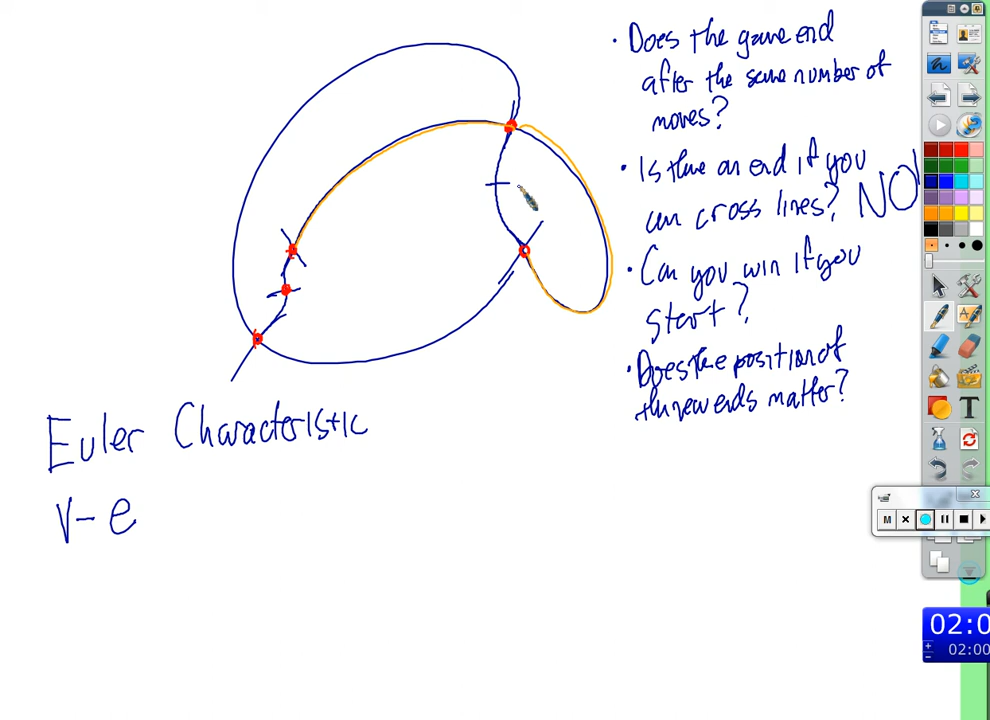 · Does the game end
after the same number of
moves?
· Is there an end if you
can cross lines? NO!
· Can you win if you
start?
· Does the position of
the new ends matter?
Euler Characteristic
V - e
M
02:0
02:00